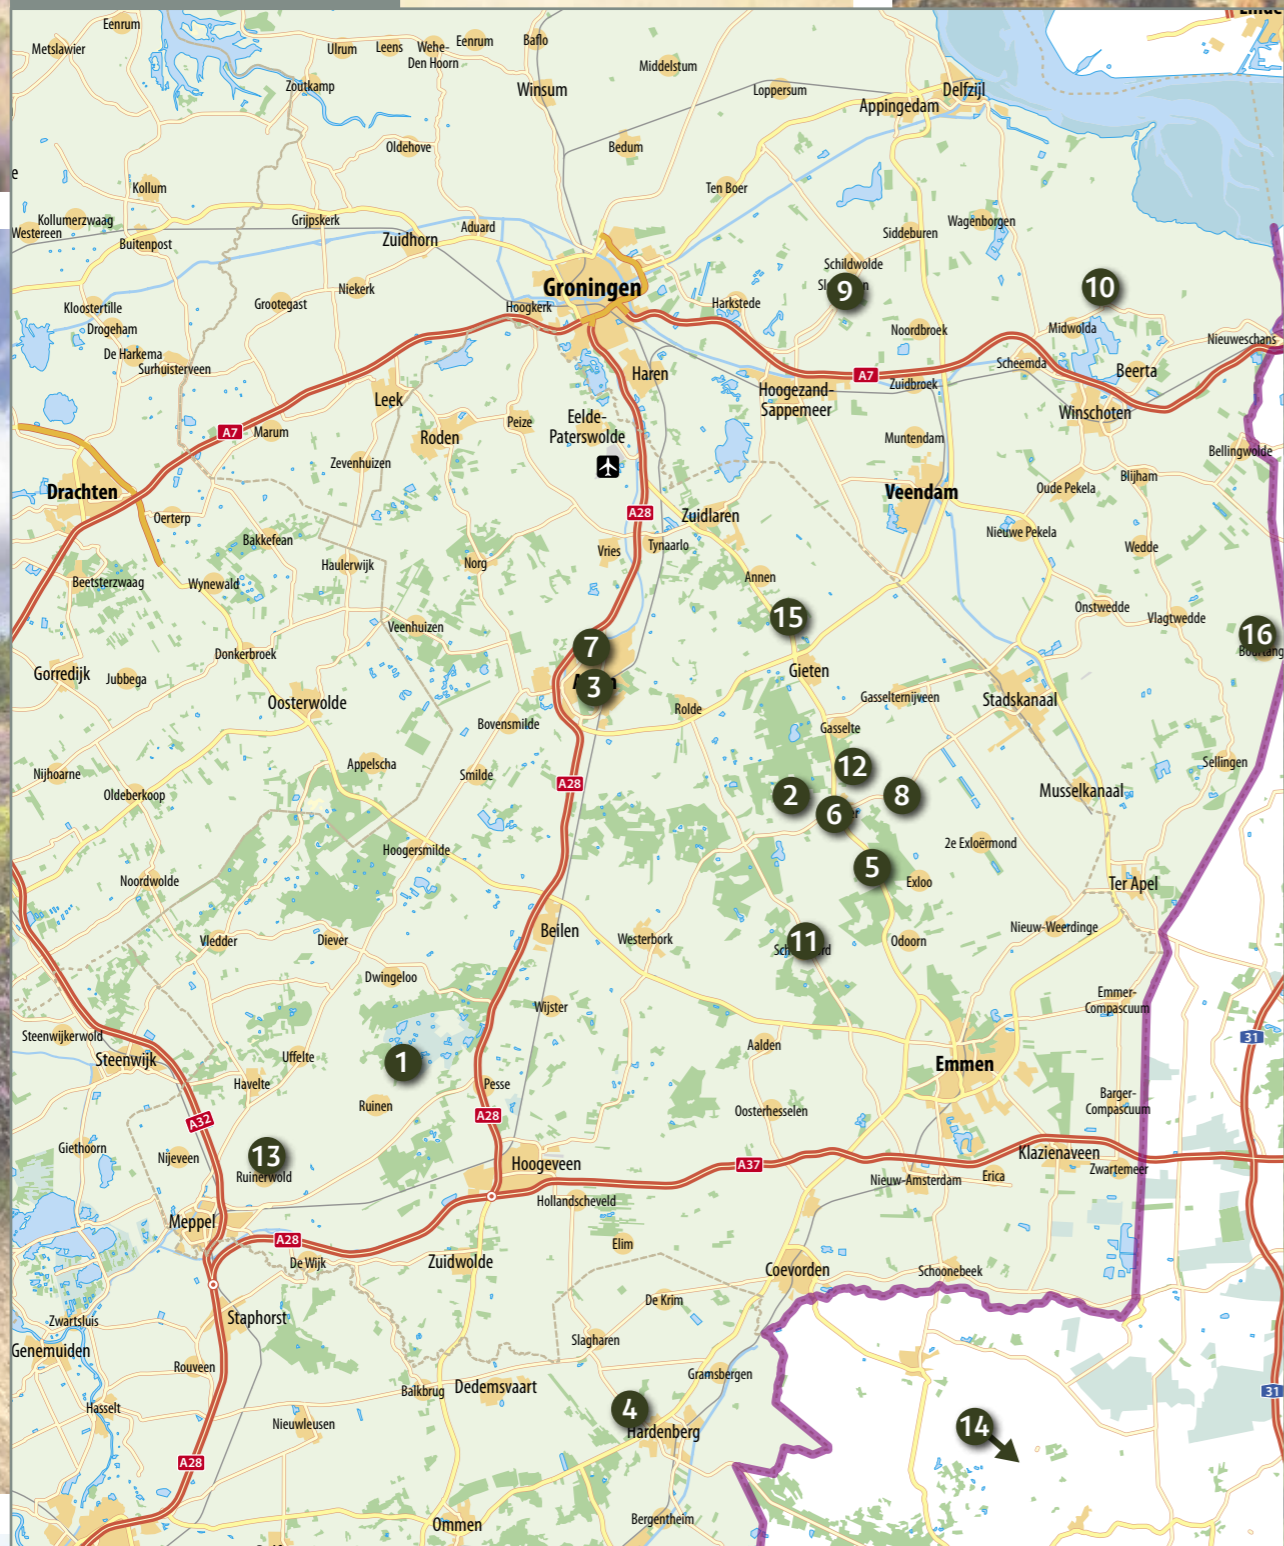 Emde
Eenrum
Metslawier
Ulrum
Leens
Wehe-
Den Hoorn
Eenrum
Baflo
Middelstum
Zoutkamp
Winsum
Loppersum
Appingedam
Delfzijl
Oldehove
Bedum
e
Kollum
Ten Boer
Kollumerzwaag
Westereen
Buitenpost
Grijpskerk
Zuidhorn
Aduard
Siddeburen
Wagenborgen
Schildwolde
9
10
Groningen
Niekerk
Grootegast
Hoogkerk
Harkstede
Kloostertille
Drogeham
De Harkema
Surhuisterveen
Noordbroek
Midwolda
Nieuweschans
Scheemda
Beerta
Haren
Leek
Hoogezand-
Sappemeer
A7
Zuidbroek
Winschoten
A7
Marum
Roden
Peize
Eelde-
Paterswolde
Muntendam
Zevenhuizen
Bellingwolde
Drachten
Veendam
Oude Pekela
Blijham
Oerterp
A28
Zuidlaren
Nieuwe Pekela
Bakkefean
Vries
Tynaarlo
Wedde
Haulerwijk
Norg
Beetsterzwaag
Wynewald
Annen
Onstwedde
Vlagtwedde
15
Veenhuizen
16
7
Donkerbroek
Gorredijk
Jubbega
3
Gieten
Oosterwolde
Rolde
Gasselternijveen
Stadskanaal
Bovensmilde
Gasselte
Appelscha
Smilde
12
Sellingen
Nijhoarne
Oldeberkoop
A28
2
8
Musselkanaal
6
Hoogersmilde
2e Exloërmond
5
Noordwolde
Exloo
Ter Apel
Beilen
Vledder
Diever
Westerbork
11
Odoorn
Nieuw-Weerdinge
Dwingeloo
Wijster
Emmer-
Compascuum
Steenwijkerwold
Steenwijk
Uffelte
Aalden
31
1
Emmen
Havelte
Pesse
Ruinen
A28
Oosterhesselen
Barger-
Compascuum
A32
Giethoorn
Nijeveen
13
Ruinerwold
Hoogeveen
A37
Klazienaveen
Zwartemeer
Nieuw-Amsterdam
Erica
Hollandscheveld
Meppel
A28
Elim
De Wijk
Zuidwolde
Coevorden
Schoonebeek
De Krim
Zwartsluis
Staphorst
Genemuiden
Slagharen
Rouveen
Gramsbergen
31
Balkbrug
Dedemsvaart
Hasselt
4
Nieuwleusen
Hardenberg
14
A28
Ommen
Bergentheim